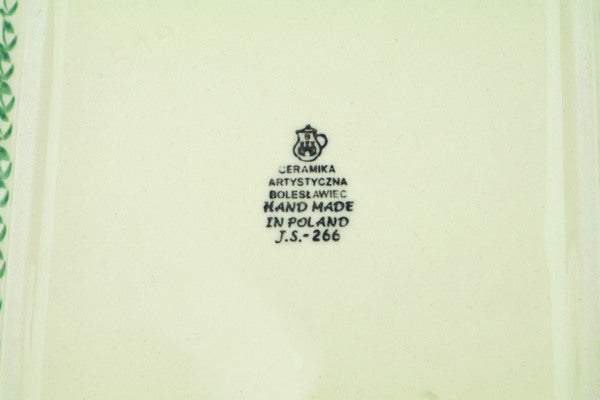 CERAMIKA
ARTYSTYCZNA
BOLESŁAWIEC
HAND MADE
IN POLAND
J.S.-266